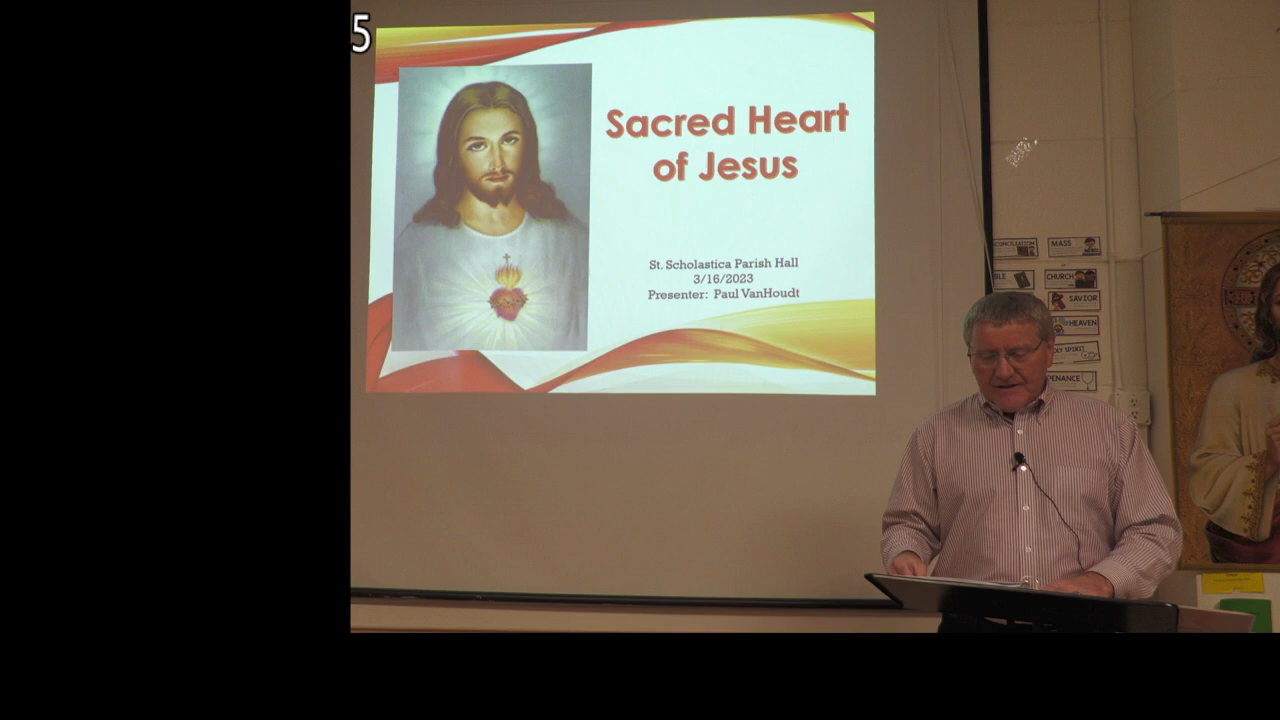 5
Sacred Heart
of Jesus
St. Scholastica Parish Hall
3/16/2023
Presenter: Paul VanHoudt
MASS
CHURCH
SAVIOR
HEAVEN